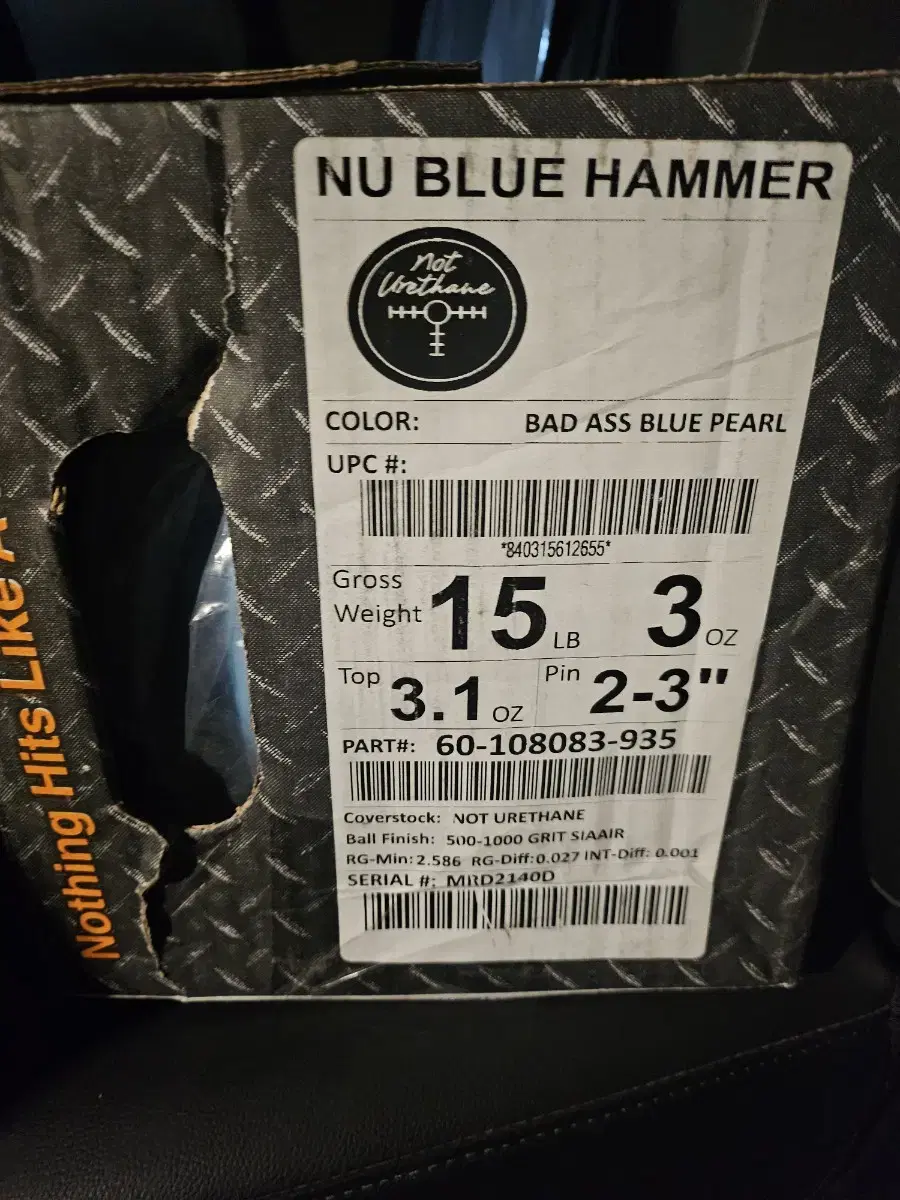 NU BLUE HAMMER
Not
Urethane
COLOR: BAD ASS BLUE PEARL
UPC #:
*840315612655*
Gross
Weight 15 LB 3 OZ
Top 3.1 OZ Pin 2-3"
PART#: 60-108083-935
Coverstock: NOT URETHANE
Ball Finish: 500-1000 GRIT SIAAIR
RG-Min: 2.586 RG-Diff: 0.027 INT-Diff: 0.001
SERIAL #: MRD2140D
Nothing Hits Like A